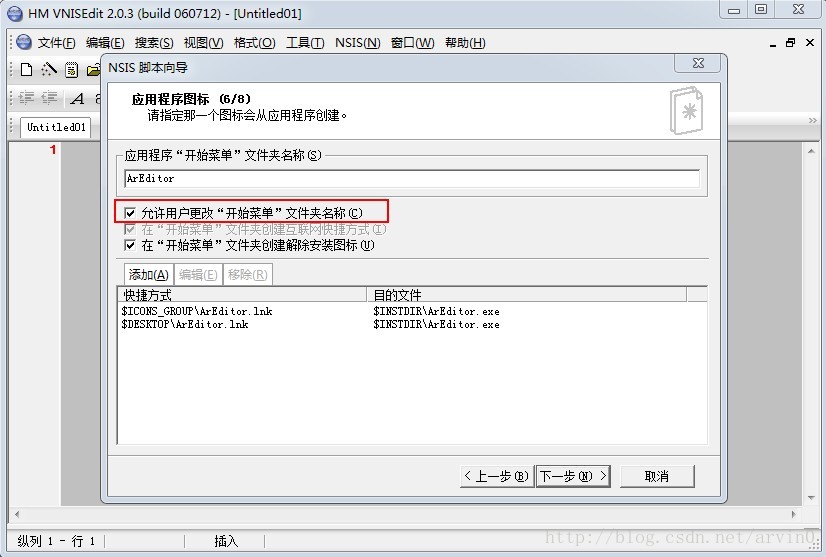 HM VNISEdit 2.0.3 (build 060712) - [Untitled01]
文件(F) 编辑(E) 搜索(S) 视图(V) 格式(O) 工具(T) NSIS(N) 窗口(W) 帮助(H)
NSIS 脚本向导
应用程序图标 (6/8)
请指定那一个图标会从应用程序创建。
Untitled01
1
应用程序“开始菜单”文件夹名称(S)
ArEditor
允许用户更改“开始菜单”文件夹名称(C)
在“开始菜单”文件夹创建互联网快捷方式(I)
在“开始菜单”文件夹创建解除安装图标(U)
添加(A) 编辑(E) 移除(R)
快捷方式 目的文件
$ICONS_GROUP\ArEditor.lnk $INSTDIR\ArEditor.exe
$DESKTOP\ArEditor.lnk $INSTDIR\ArEditor.exe
< 上一步(B) 下一步(N) > 取消
纵列 1 - 行 1 插入
http://blog.csdn.net/arvin0